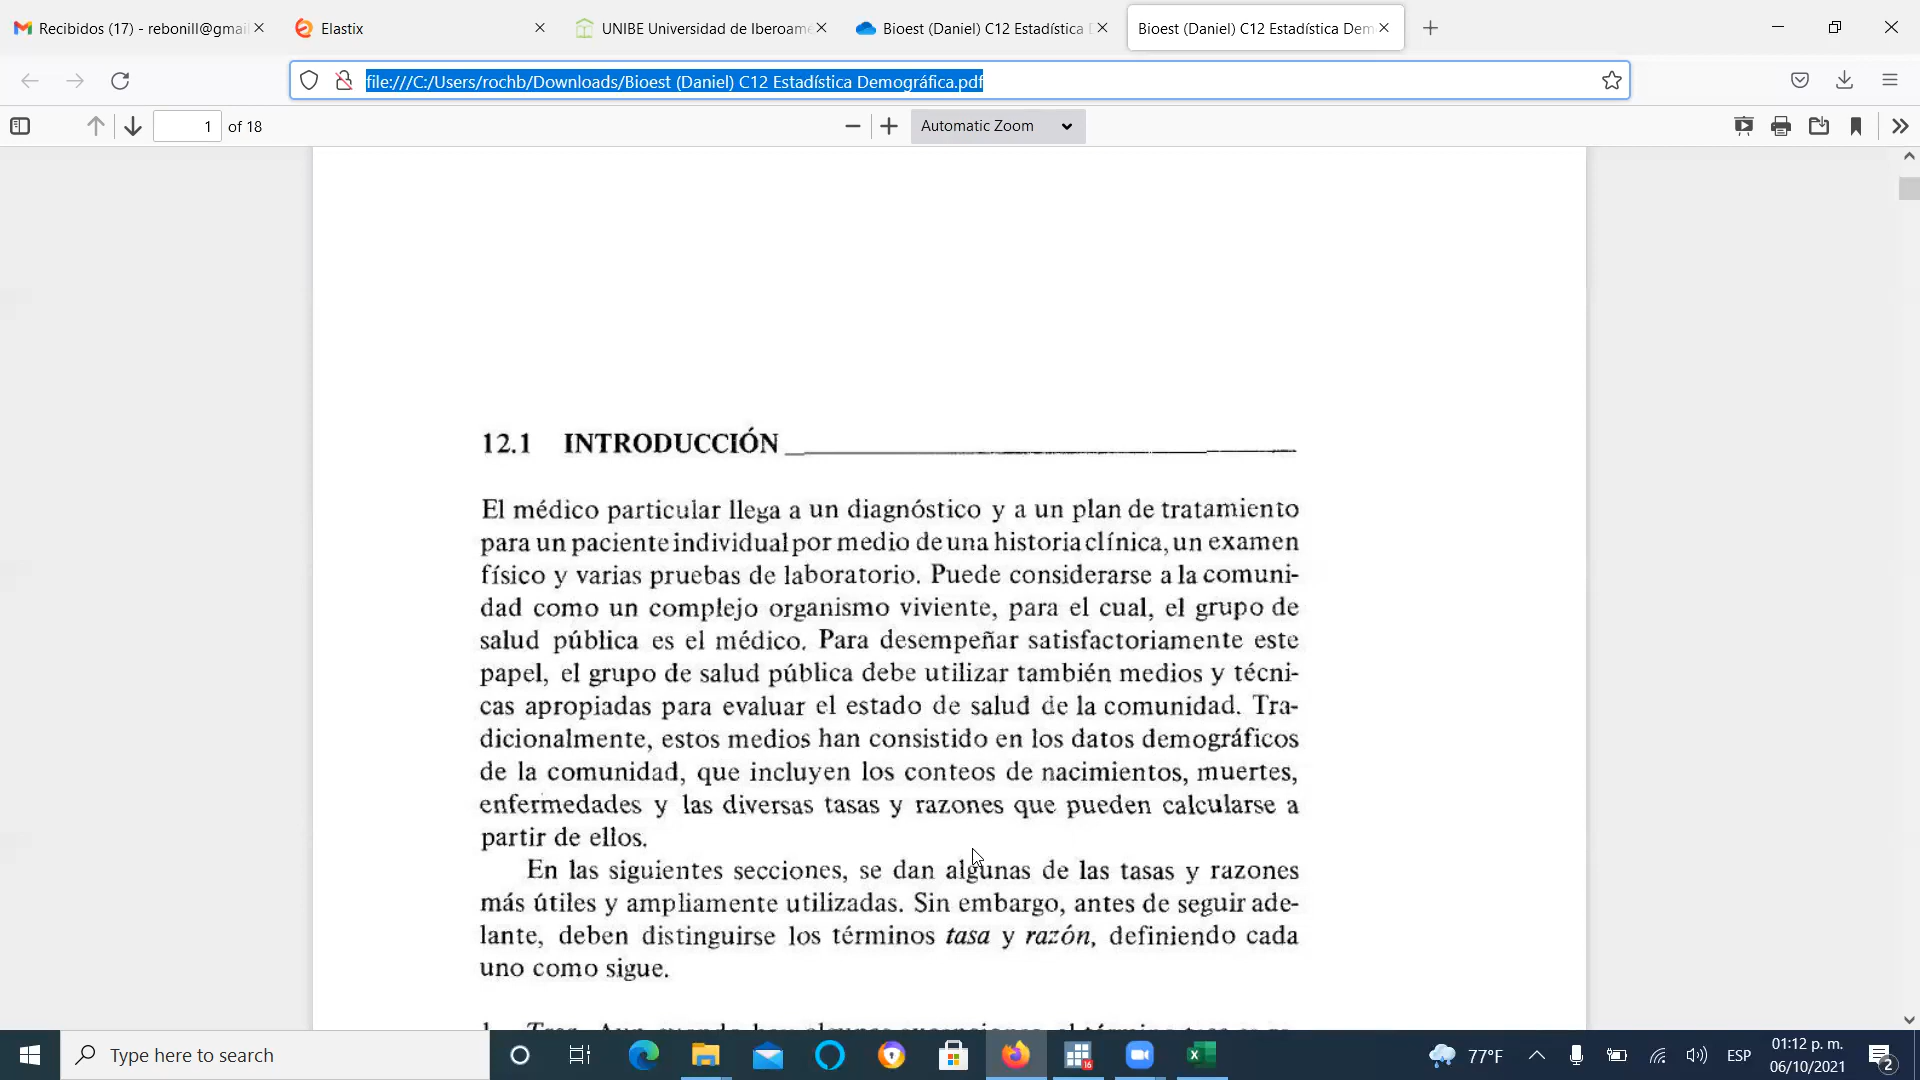 Recibidos (17) - rebonill@gmai
Elastix
UNIBE Universidad de Iberoamé
Bioest (Daniel) C12 Estadística D
Bioest (Daniel) C12 Estadística Dem
file:///C:/Users/rochb/Downloads/Bioest (Daniel) C12 Estadística Demográfica.pdf
1 of 18
Automatic Zoom
12.1 INTRODUCCIÓN
El médico particular llega a un diagnóstico y a un plan de tratamiento
para un paciente individual por medio de una historia clínica, un examen
físico y varias pruebas de laboratorio. Puede considerarse a la comuni-
dad como un complejo organismo viviente, para el cual, el grupo de
salud pública es el médico. Para desempeñar satisfactoriamente este
papel, el grupo de salud pública debe utilizar también medios y técni-
cas apropiadas para evaluar el estado de salud de la comunidad. Tra-
dicionalmente, estos medios han consistido en los datos demográficos
de la comunidad, que incluyen los conteos de nacimientos, muertes,
enfermedades y las diversas tasas y razones que pueden calcularse a
partir de ellos.
En las siguientes secciones, se dan algunas de las tasas y razones
más útiles y ampliamente utilizadas. Sin embargo, antes de seguir ade-
lante, deben distinguirse los términos tasa y razón, definiendo cada
uno como sigue.
Type here to search
16
77°F
ESP
01:12 p. m.
06/10/2021
2